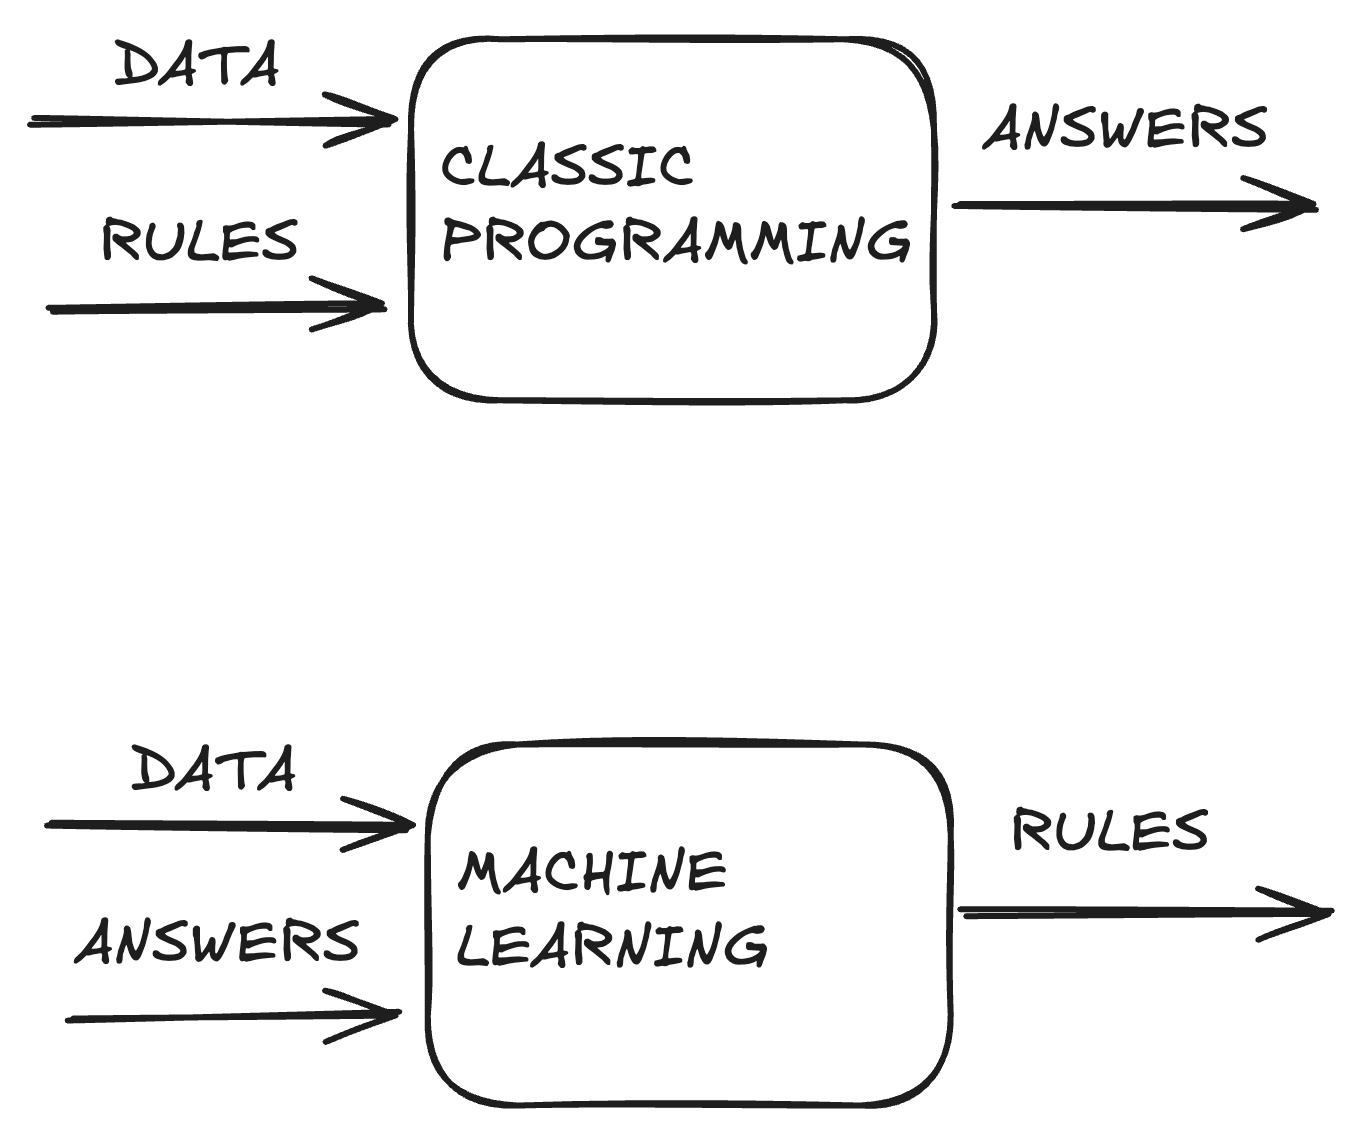 DATA
RULES
CLASSIC
PROGRAMMING
ANSWERS
DATA
ANSWERS
MACHINE
LEARNING
RULES